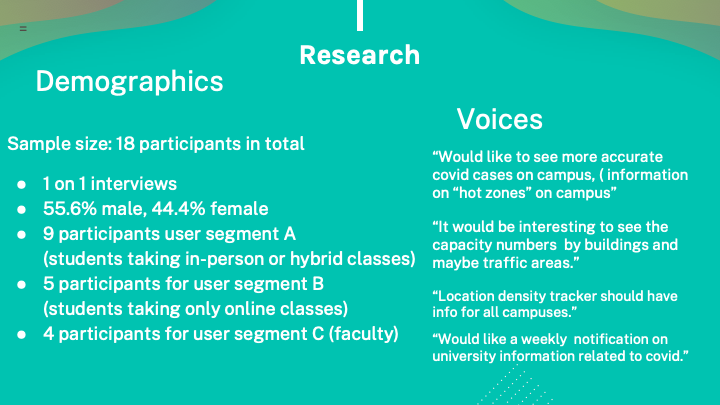 Research
Demographics
Sample size: 18 participants in total
● 1 on 1 interviews
● 55.6% male, 44.4% female
● 9 participants user segment A
(students taking in-person or hybrid classes)
● 5 participants for user segment B
(students taking only online classes)
● 4 participants for user segment C (faculty)
Voices
“Would like to see more accurate
covid cases on campus, ( information
on “hot zones” on campus”
“It would be interesting to see the
capacity numbers  by buildings and
maybe traffic areas.”
“Location density tracker should have
info for all campuses.”
“Would like a weekly  notification on
university information related to covid.”